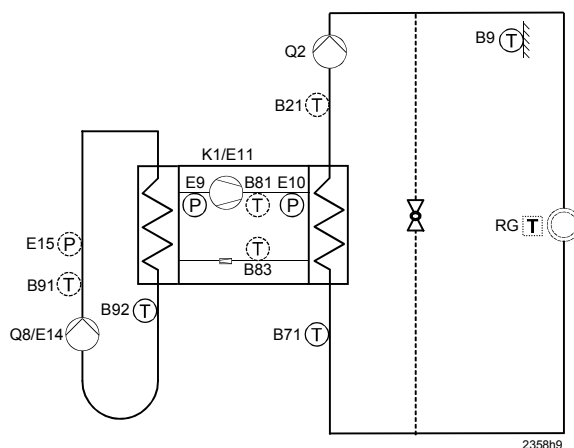 B9 T
Q2
B21 T
K1/E11
E9 B81 E10
P T P
E15 P
T
RG T
B83
B91 T
B92 T
Q8/E14
B71 T
2358h9